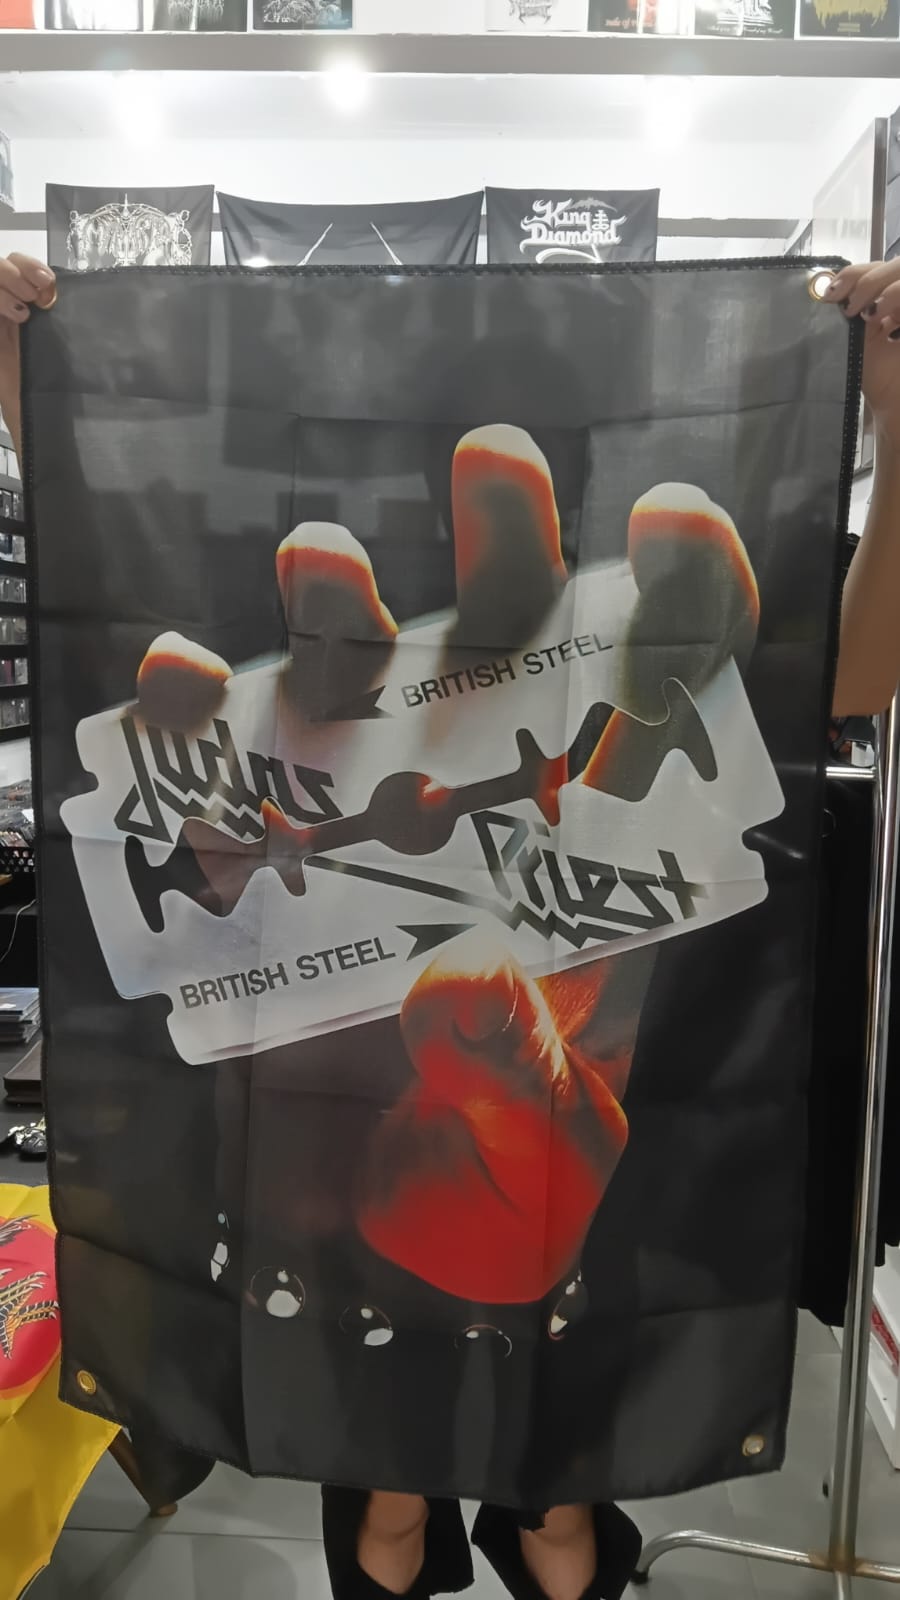 King
Diamond
BRITISH STEEL
Judas
Priest
BRITISH STEEL